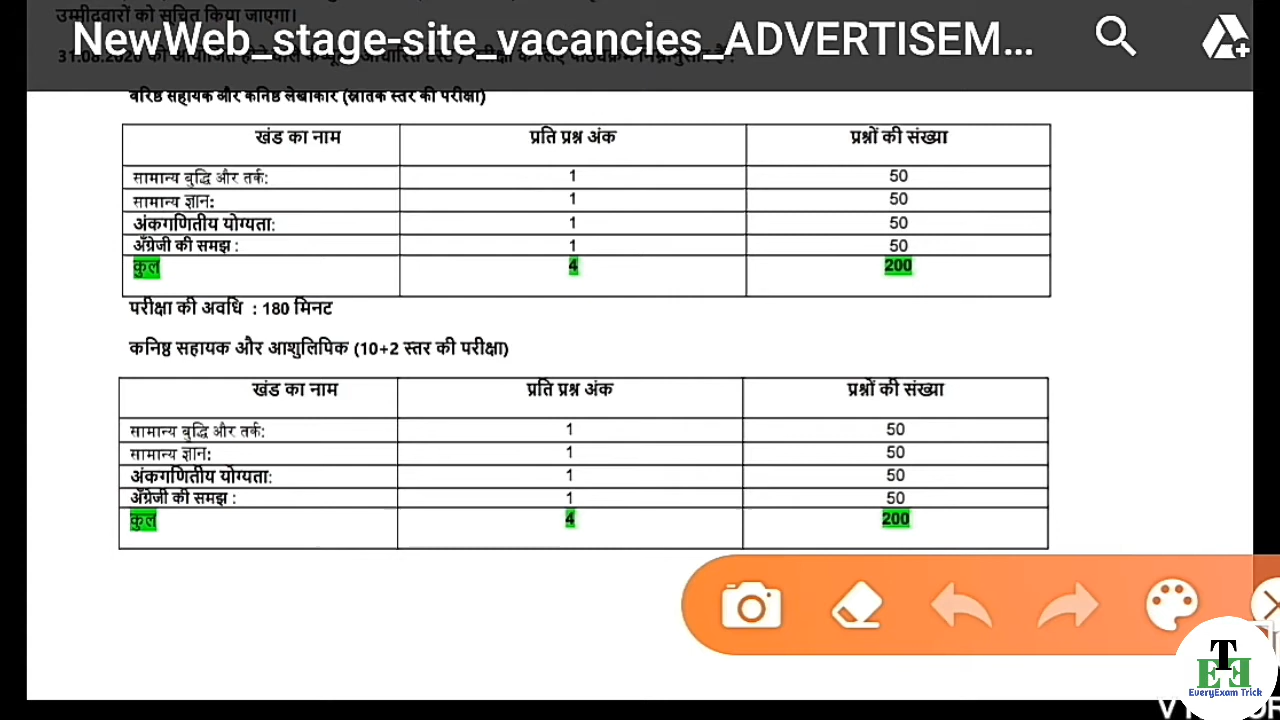 उम्मीदवारों को सूचित किया जाएगा।
NewWeb_stage-site_vacancies_ADVERTISEM...
वरिष्ठ सहायक और कनिष्ठ लेखाकार (स्नातक स्तर की परीक्षा)
खंड का नाम प्रति प्रश्न अंक प्रश्नों की संख्या
सामान्य बुद्धि और तर्क: 1 50
सामान्य ज्ञान: 1 50
अंकगणितीय योग्यता: 1 50
अँग्रेजी की समझ : 1 50
कुल 4 200
परीक्षा की अवधि : 180 मिनट
कनिष्ठ सहायक और आशुलिपिक (10+2 स्तर की परीक्षा)
खंड का नाम प्रति प्रश्न अंक प्रश्नों की संख्या
सामान्य बुद्धि और तर्क: 1 50
सामान्य ज्ञान: 1 50
अंकगणितीय योग्यता: 1 50
अँग्रेजी की समझ : 1 50
कुल 4 200
TEE
EveryExam Trick